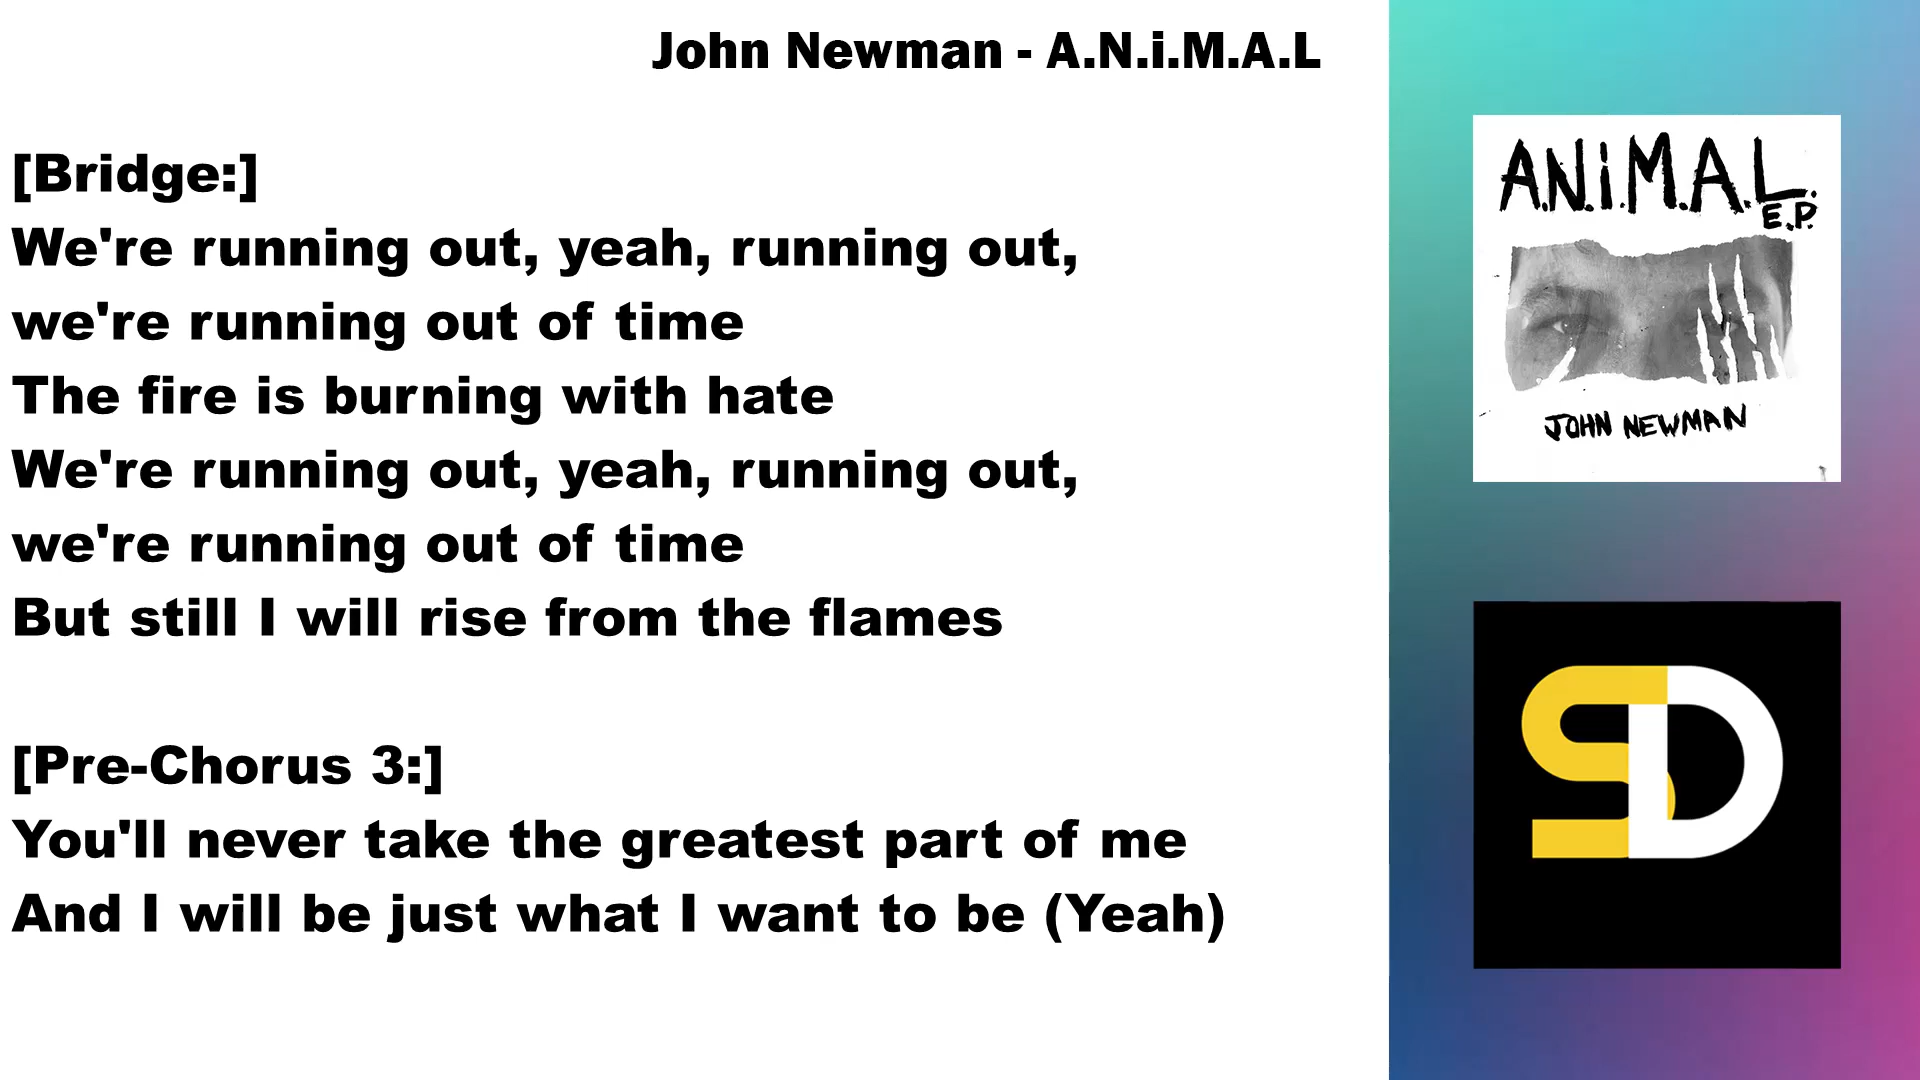 John Newman - A.N.i.M.A.L
[Bridge:]
We're running out, yeah, running out,
we're running out of time
The fire is burning with hate
We're running out, yeah, running out,
we're running out of time
But still I will rise from the flames
[Pre-Chorus 3:]
You'll never take the greatest part of me
And I will be just what I want to be (Yeah)
A.N.i.M.A.L.
E.P.
JOHN NEWMAN
SD